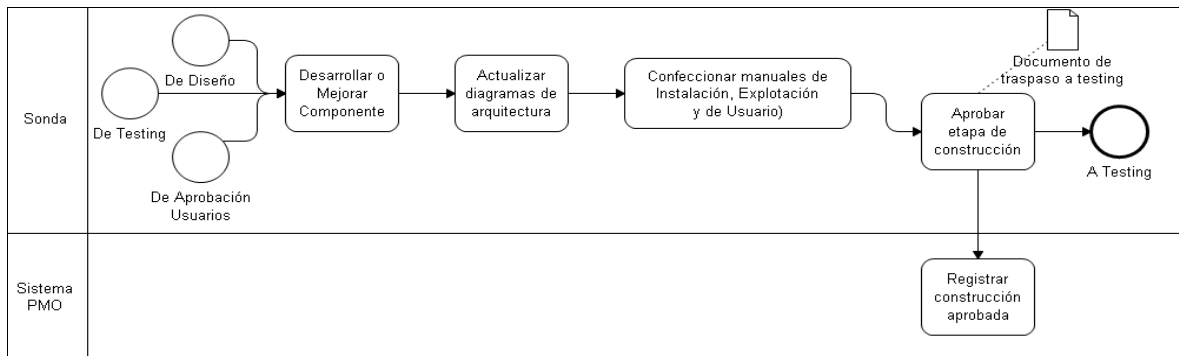 Sonda
De Diseño
De Testing
De Aprobación
Usuarios
Desarrollar o
Mejorar
Componente
Actualizar
diagramas de
arquitectura
Confeccionar manuales de
Instalación, Explotación
y de Usuario)
Documento de
traspaso a testing
Aprobar
etapa de
construcción
A Testing
Sistema
PMO
Registrar
construcción
aprobada